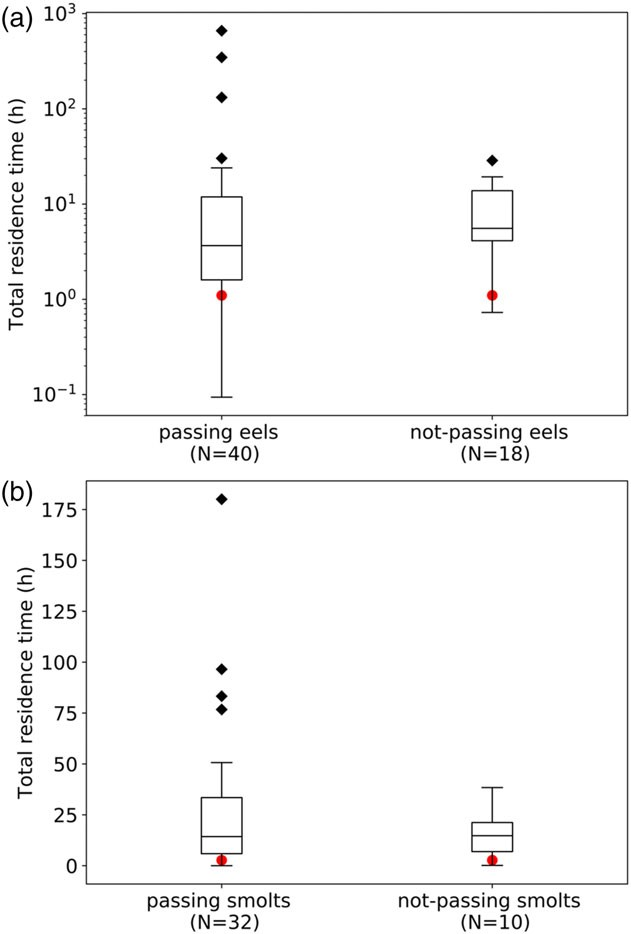 (a)
Total residence time (h)
10³
10²
10¹
10⁰
10⁻¹
passing eels
(N=40)
not-passing eels
(N=18)
(b)
Total residence time (h)
175
150
125
100
75
50
25
0
passing smolts
(N=32)
not-passing smolts
(N=10)